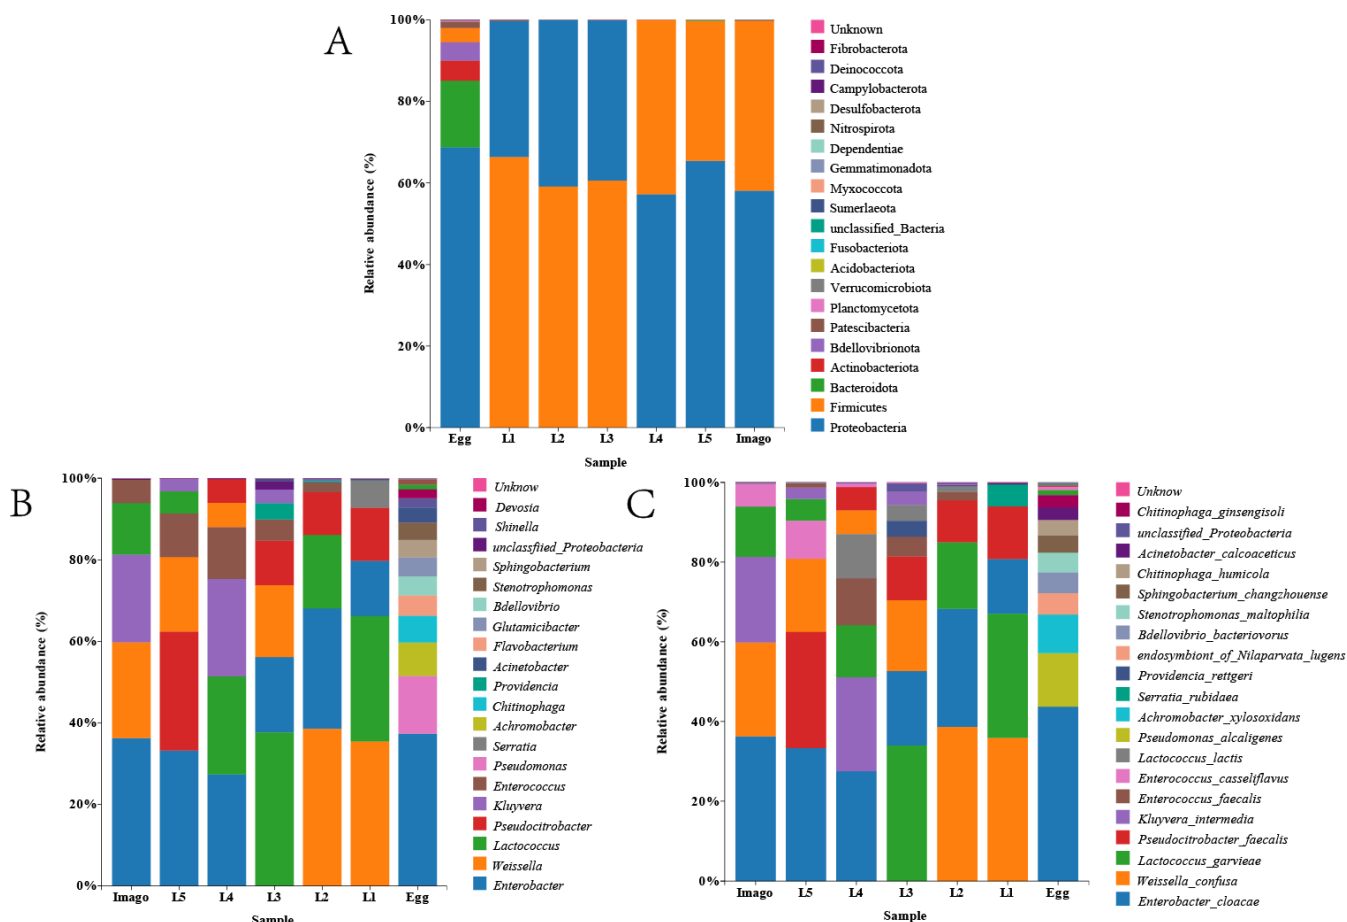 A
100%
80%
60%
40%
20%
0%
Relative abundance (%)
Egg L1 L2 L3 L4 L5 Imago
Sample
Unknown
Fibrobacterota
Deinococcota
Campylobacterota
Desulfobacterota
Nitrospirota
Dependentiae
Gemmatimonadota
Myxococcota
Sumerlaeota
unclassified_Bacteria
Fusobacteriota
Acidobacteriota
Verrucomicrobiota
Planctomycetota
Patescibacteria
Bdellovibrionota
Actinobacteriota
Bacteroidota
Firmicutes
Proteobacteria
B
100%
80%
60%
40%
20%
0%
Relative abundance (%)
Imago L5 L4 L3 L2 L1 Egg
Sample
Unknow
Devosia
Shinella
unclassfiied_Proteobacteria
Sphingobacterium
Stenotrophomonas
Bdellovibrio
Glutamicibacter
Flavobacterium
Acinetobacter
Providencia
Chitinophaga
Achromobacter
Serratia
Pseudomonas
Enterococcus
Kluyvera
Pseudocitrobacter
Lactococcus
Weissella
Enterobacter
C
100%
80%
60%
40%
20%
0%
Relative abundance (%)
Imago L5 L4 L3 L2 L1 Egg
Sample
Unknow
Chitinophaga_ginsengisoli
unclassified_Proteobacteria
Acinetobacter_calcoaceticus
Chitinophaga_humicola
Sphingobacterium_changzhouense
Stenotrophomonas_maltophilia
Bdellovibrio_bacteriovorus
endosymbiont_of_Nilaparvata_lugens
Providencia_rettgeri
Serratia_rubidaea
Achromobacter_xylosoxidans
Pseudomonas_alcaligenes
Lactococcus_lactis
Enterococcus_casseliflavus
Enterococcus_faecalis
Kluyvera_intermedia
Pseudocitrobacter_faecalis
Lactococcus_garvieae
Weissella_confusa
Enterobacter_cloacae